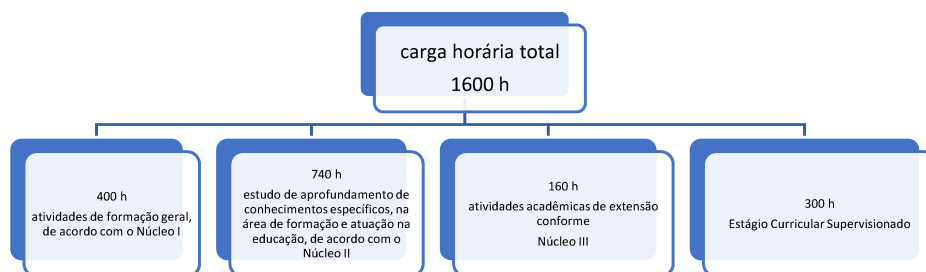 carga horária total
1600 h
400 h
atividades de formação geral,
de acordo com o Núcleo I
740 h
estudo de aprofundamento de
conhecimentos específicos, na
área de formação e atuação na
educação, de acordo com o
Núcleo II
160 h
atividades acadêmicas de extensão
conforme
Núcleo III
300 h
Estágio Curricular Supervisionado